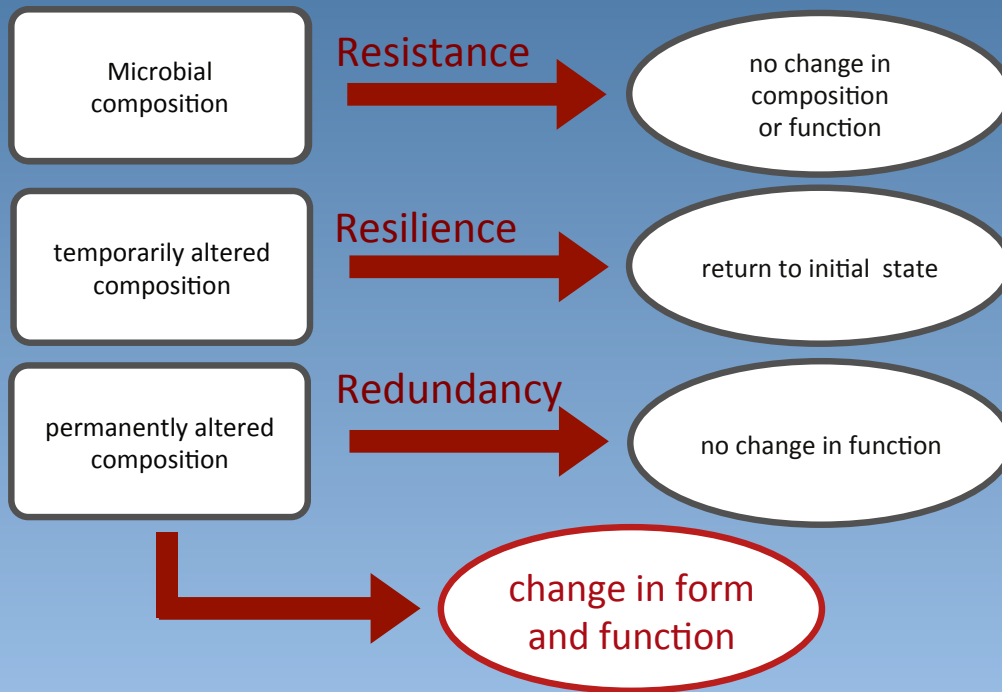 Microbial
composition
Resistance
no change in
composition
or function
temporarily altered
composition
Resilience
return to initial state
permanently altered
composition
Redundancy
no change in function
change in form
and function